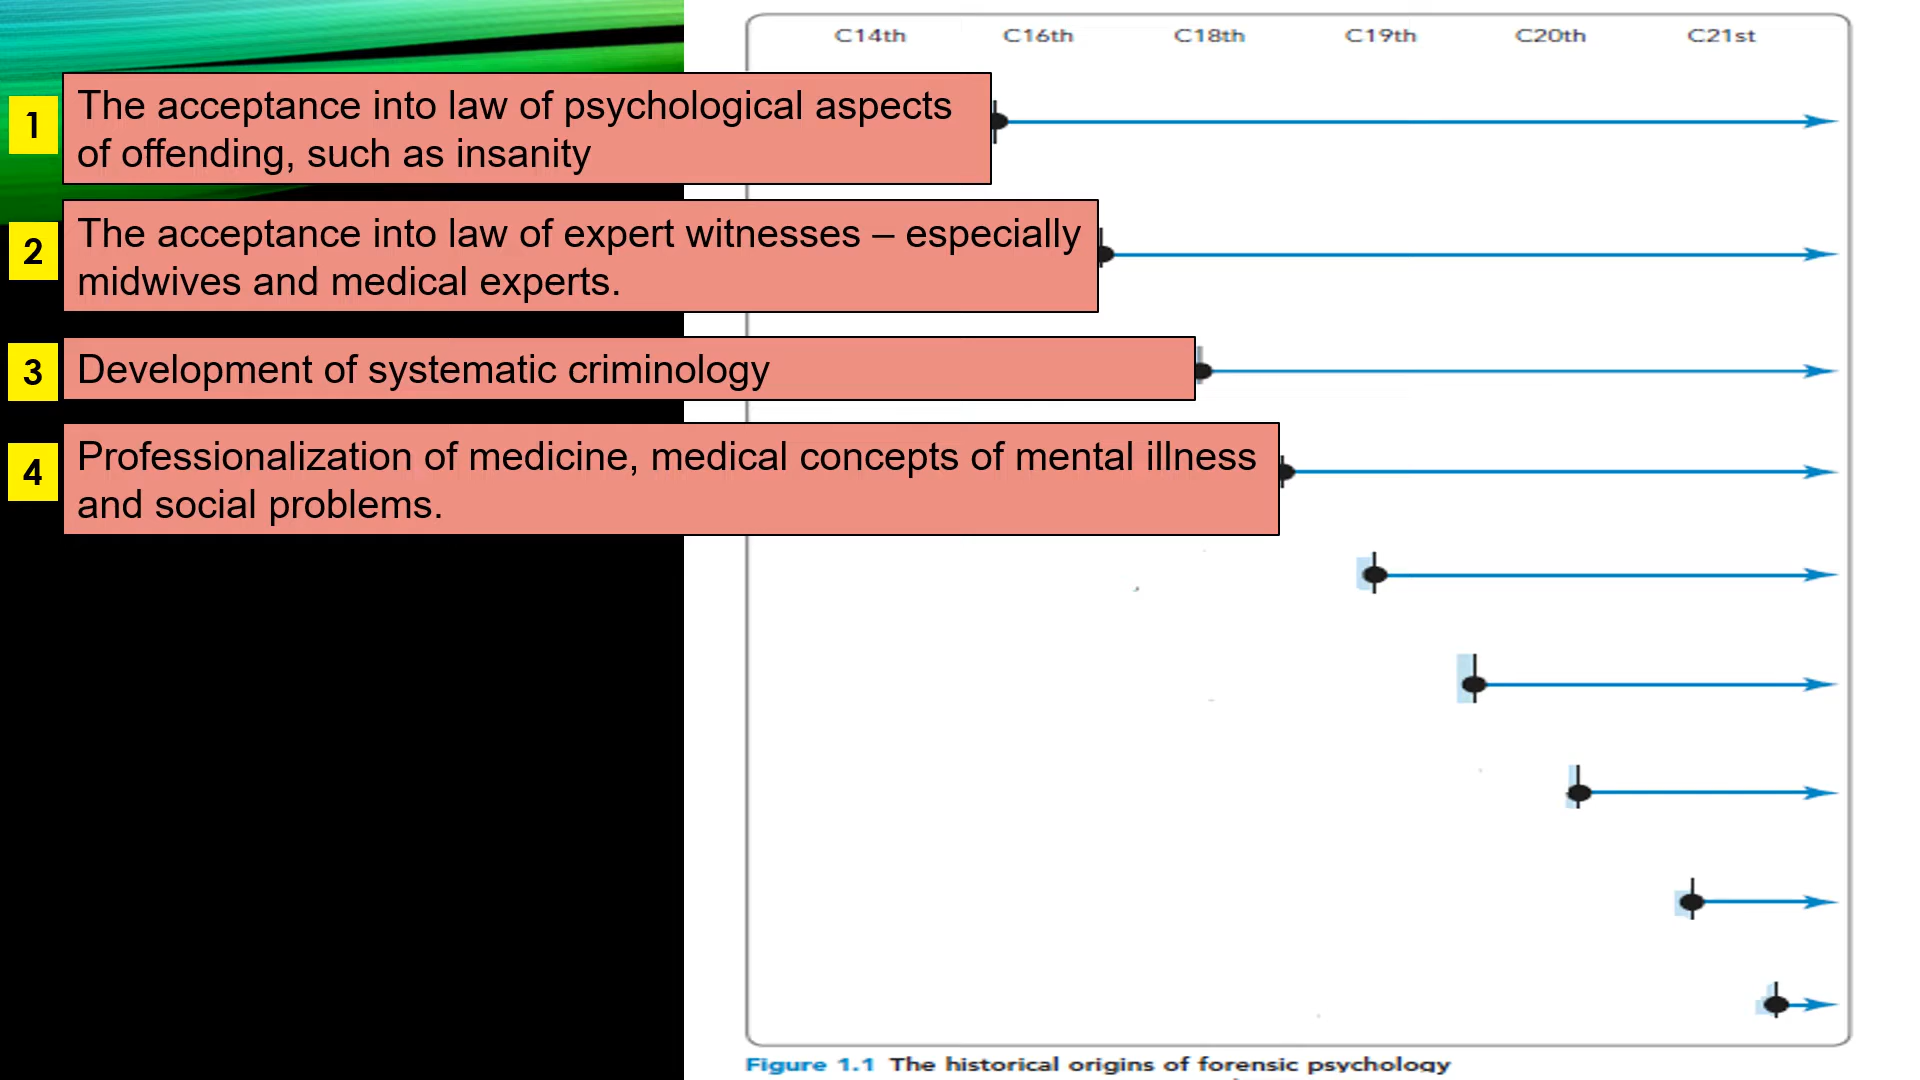 C14th C16th C18th C19th C20th C21st
1
The acceptance into law of psychological aspects
of offending, such as insanity
2
The acceptance into law of expert witnesses – especially
midwives and medical experts.
3
Development of systematic criminology
4
Professionalization of medicine, medical concepts of mental illness
and social problems.
Figure 1.1 The historical origins of forensic psychology